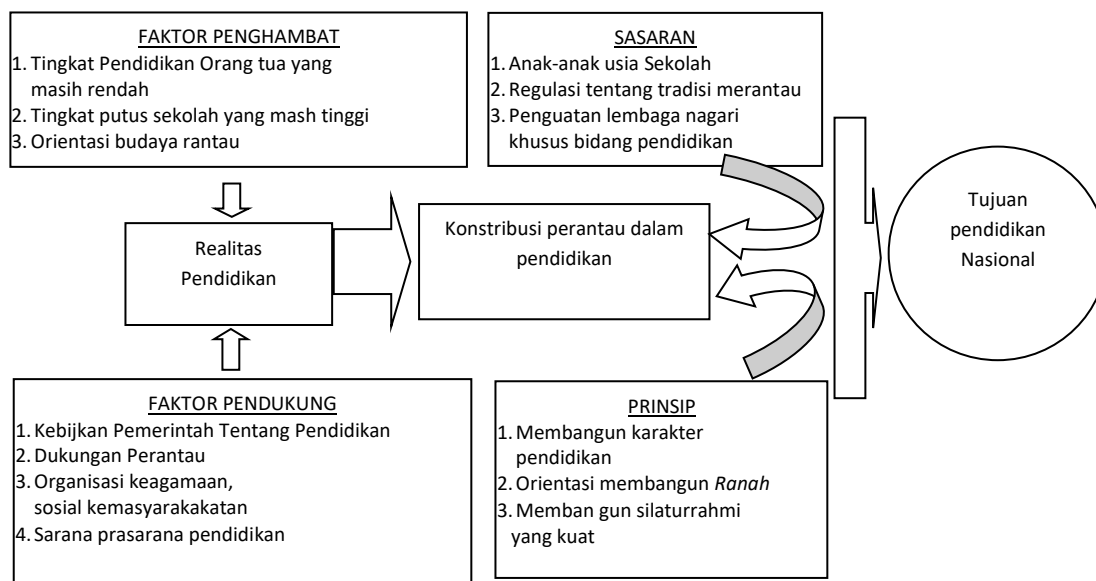 FAKTOR PENGHAMBAT
1. Tingkat Pendidikan Orang tua yang
masih rendah
2. Tingkat putus sekolah yang mash tinggi
3. Orientasi budaya rantau
SASARAN
1. Anak-anak usia Sekolah
2. Regulasi tentang tradisi merantau
3. Penguatan lembaga nagari
khusus bidang pendidikan
Realitas
Pendidikan
Konstribusi perantau dalam
pendidikan
Tujuan
pendidikan
Nasional
FAKTOR PENDUKUNG
1. Kebijkan Pemerintah Tentang Pendidikan
2. Dukungan Perantau
3. Organisasi keagamaan,
sosial kemasyarakakatan
4. Sarana prasarana pendidikan
PRINSIP
1. Membangun karakter
pendidikan
2. Orientasi membangun Ranah
3. Memban gun silaturrahmi
yang kuat